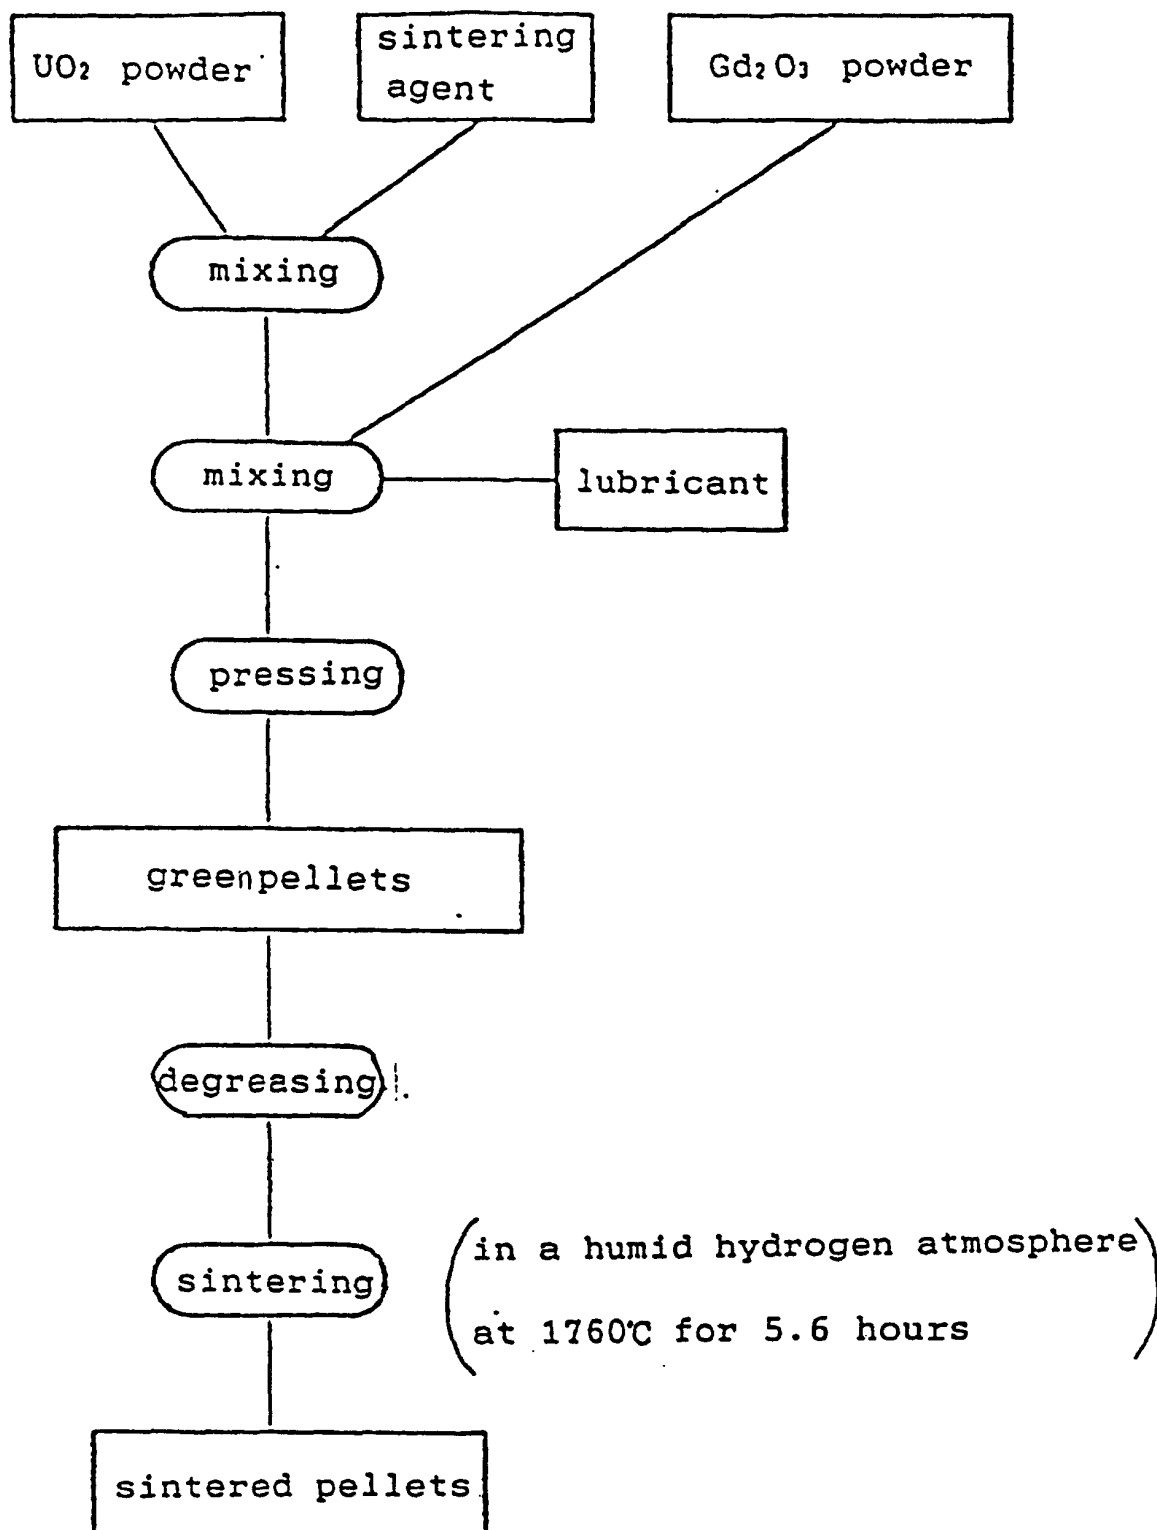 UO₂ powder
sintering
agent
Gd₂O₃ powder
mixing
mixing
lubricant
pressing
greenpellets
degreasing
sintering
in a humid hydrogen atmosphere
at 1760℃ for 5.6 hours
sintered pellets